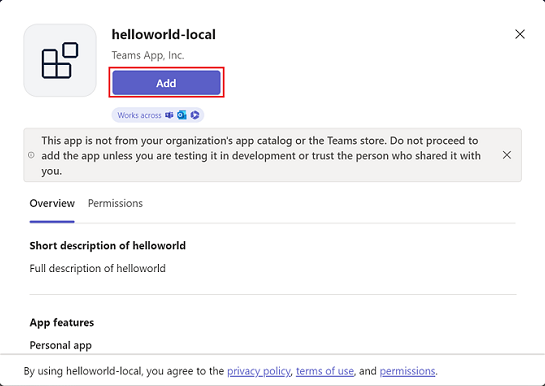 helloworld-local
Teams App, Inc.
Add
Works across
This app is not from your organization's app catalog or the Teams store. Do not proceed to
add the app unless you are testing it in development or trust the person who shared it with
you.
Overview Permissions
Short description of helloworld
Full description of helloworld
App features
Personal app
By using helloworld-local, you agree to the privacy policy, terms of use, and permissions.